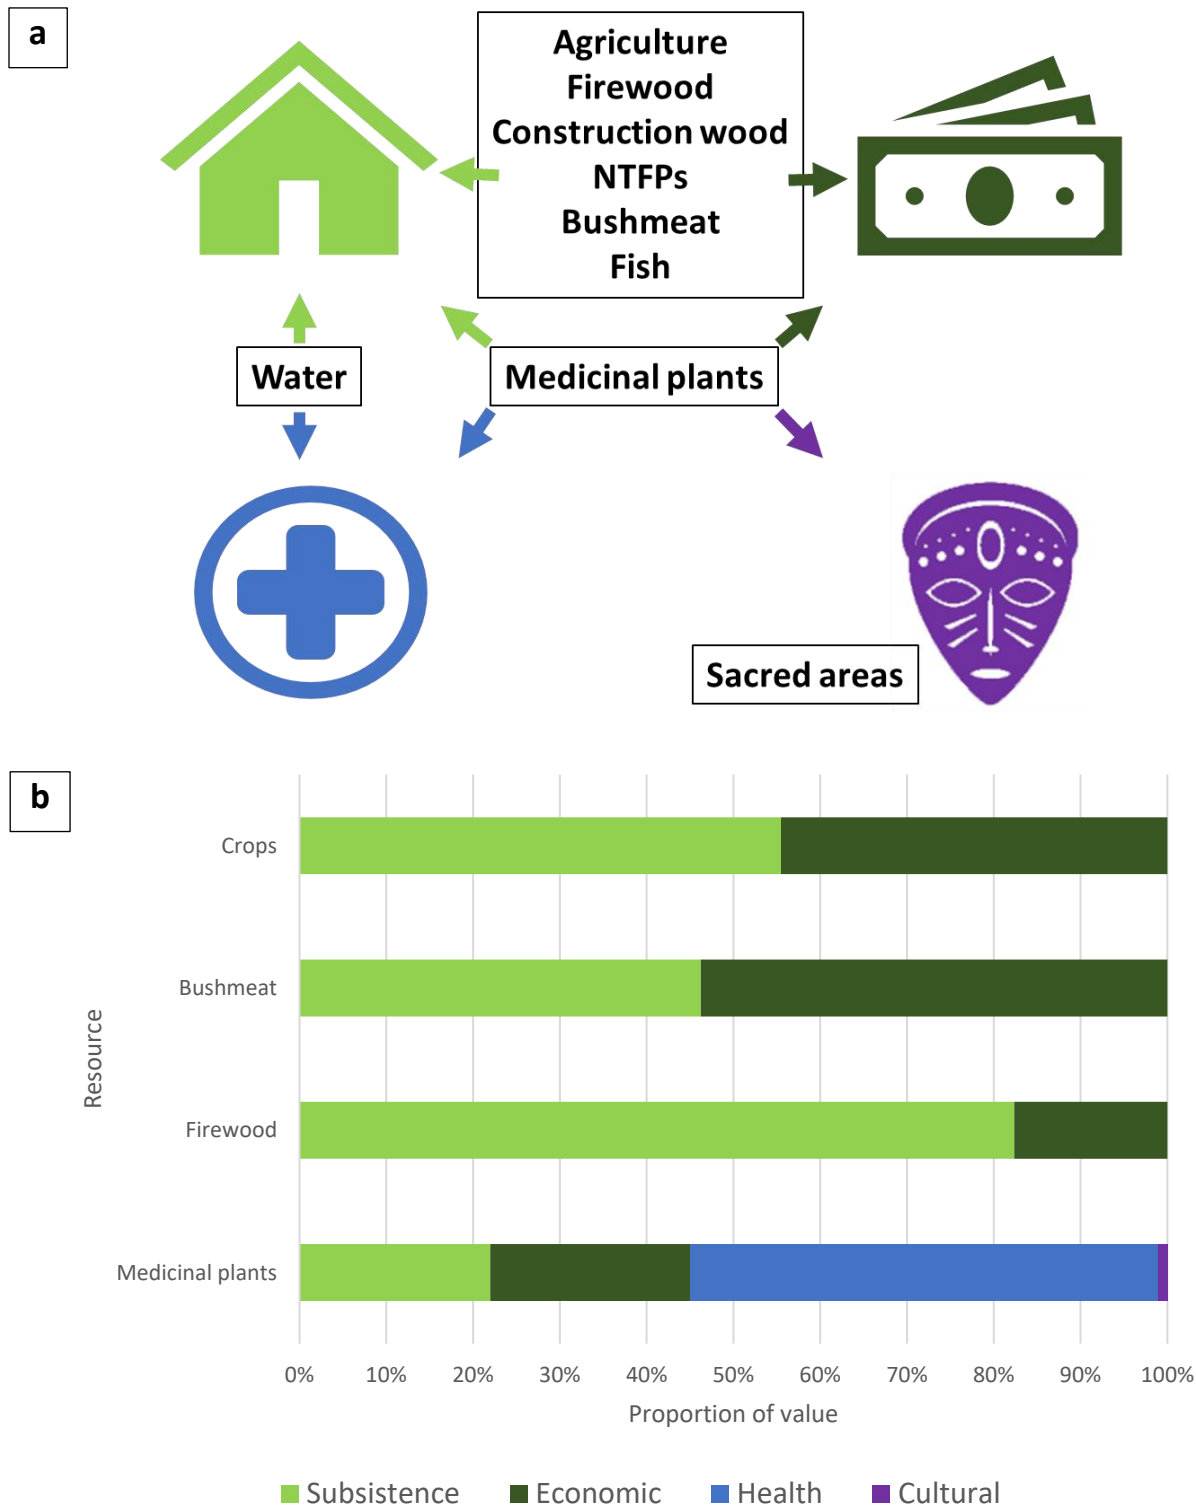 a
Agriculture
Firewood
Construction wood
NTFPs
Bushmeat
Fish
Water
Medicinal plants
Sacred areas
b
Resource
Crops
Bushmeat
Firewood
Medicinal plants
0% 10% 20% 30% 40% 50% 60% 70% 80% 90% 100%
Proportion of value
Subsistence Economic Health Cultural